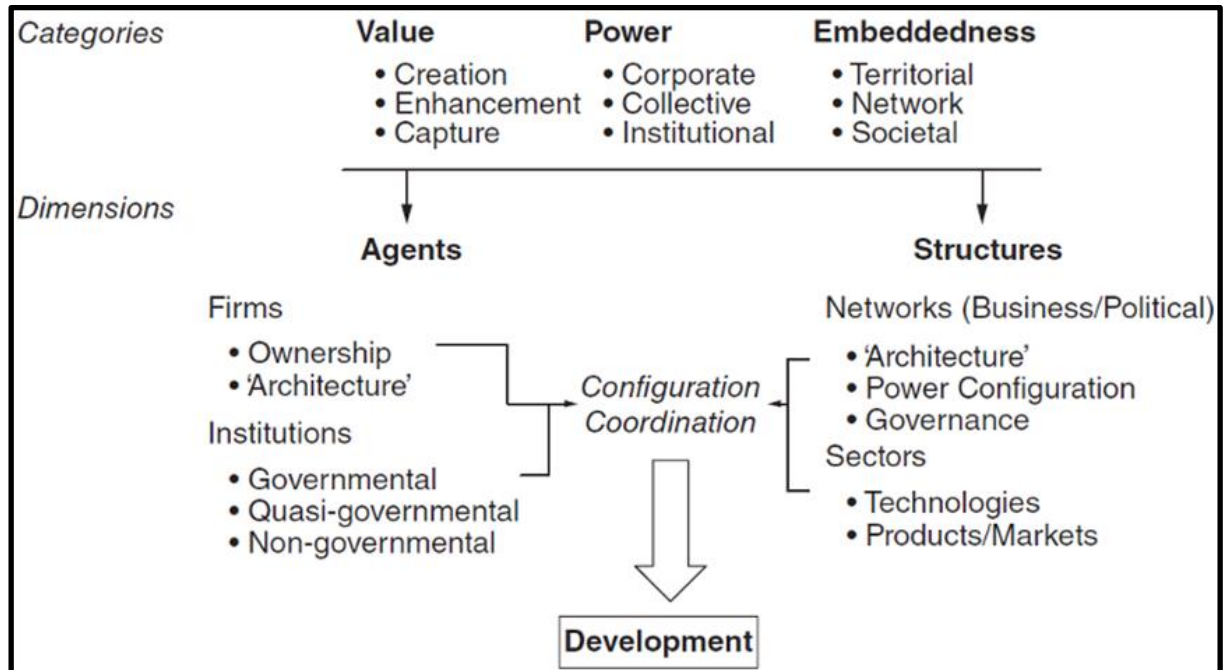 Categories
Value
• Creation
• Enhancement
• Capture
Power
• Corporate
• Collective
• Institutional
Embeddedness
• Territorial
• Network
• Societal
Dimensions
Agents
Firms
• Ownership
• ‘Architecture’
Institutions
• Governmental
• Quasi-governmental
• Non-governmental
Configuration
Coordination
Structures
Networks (Business/Political)
• ‘Architecture’
• Power Configuration
• Governance
Sectors
• Technologies
• Products/Markets
Development